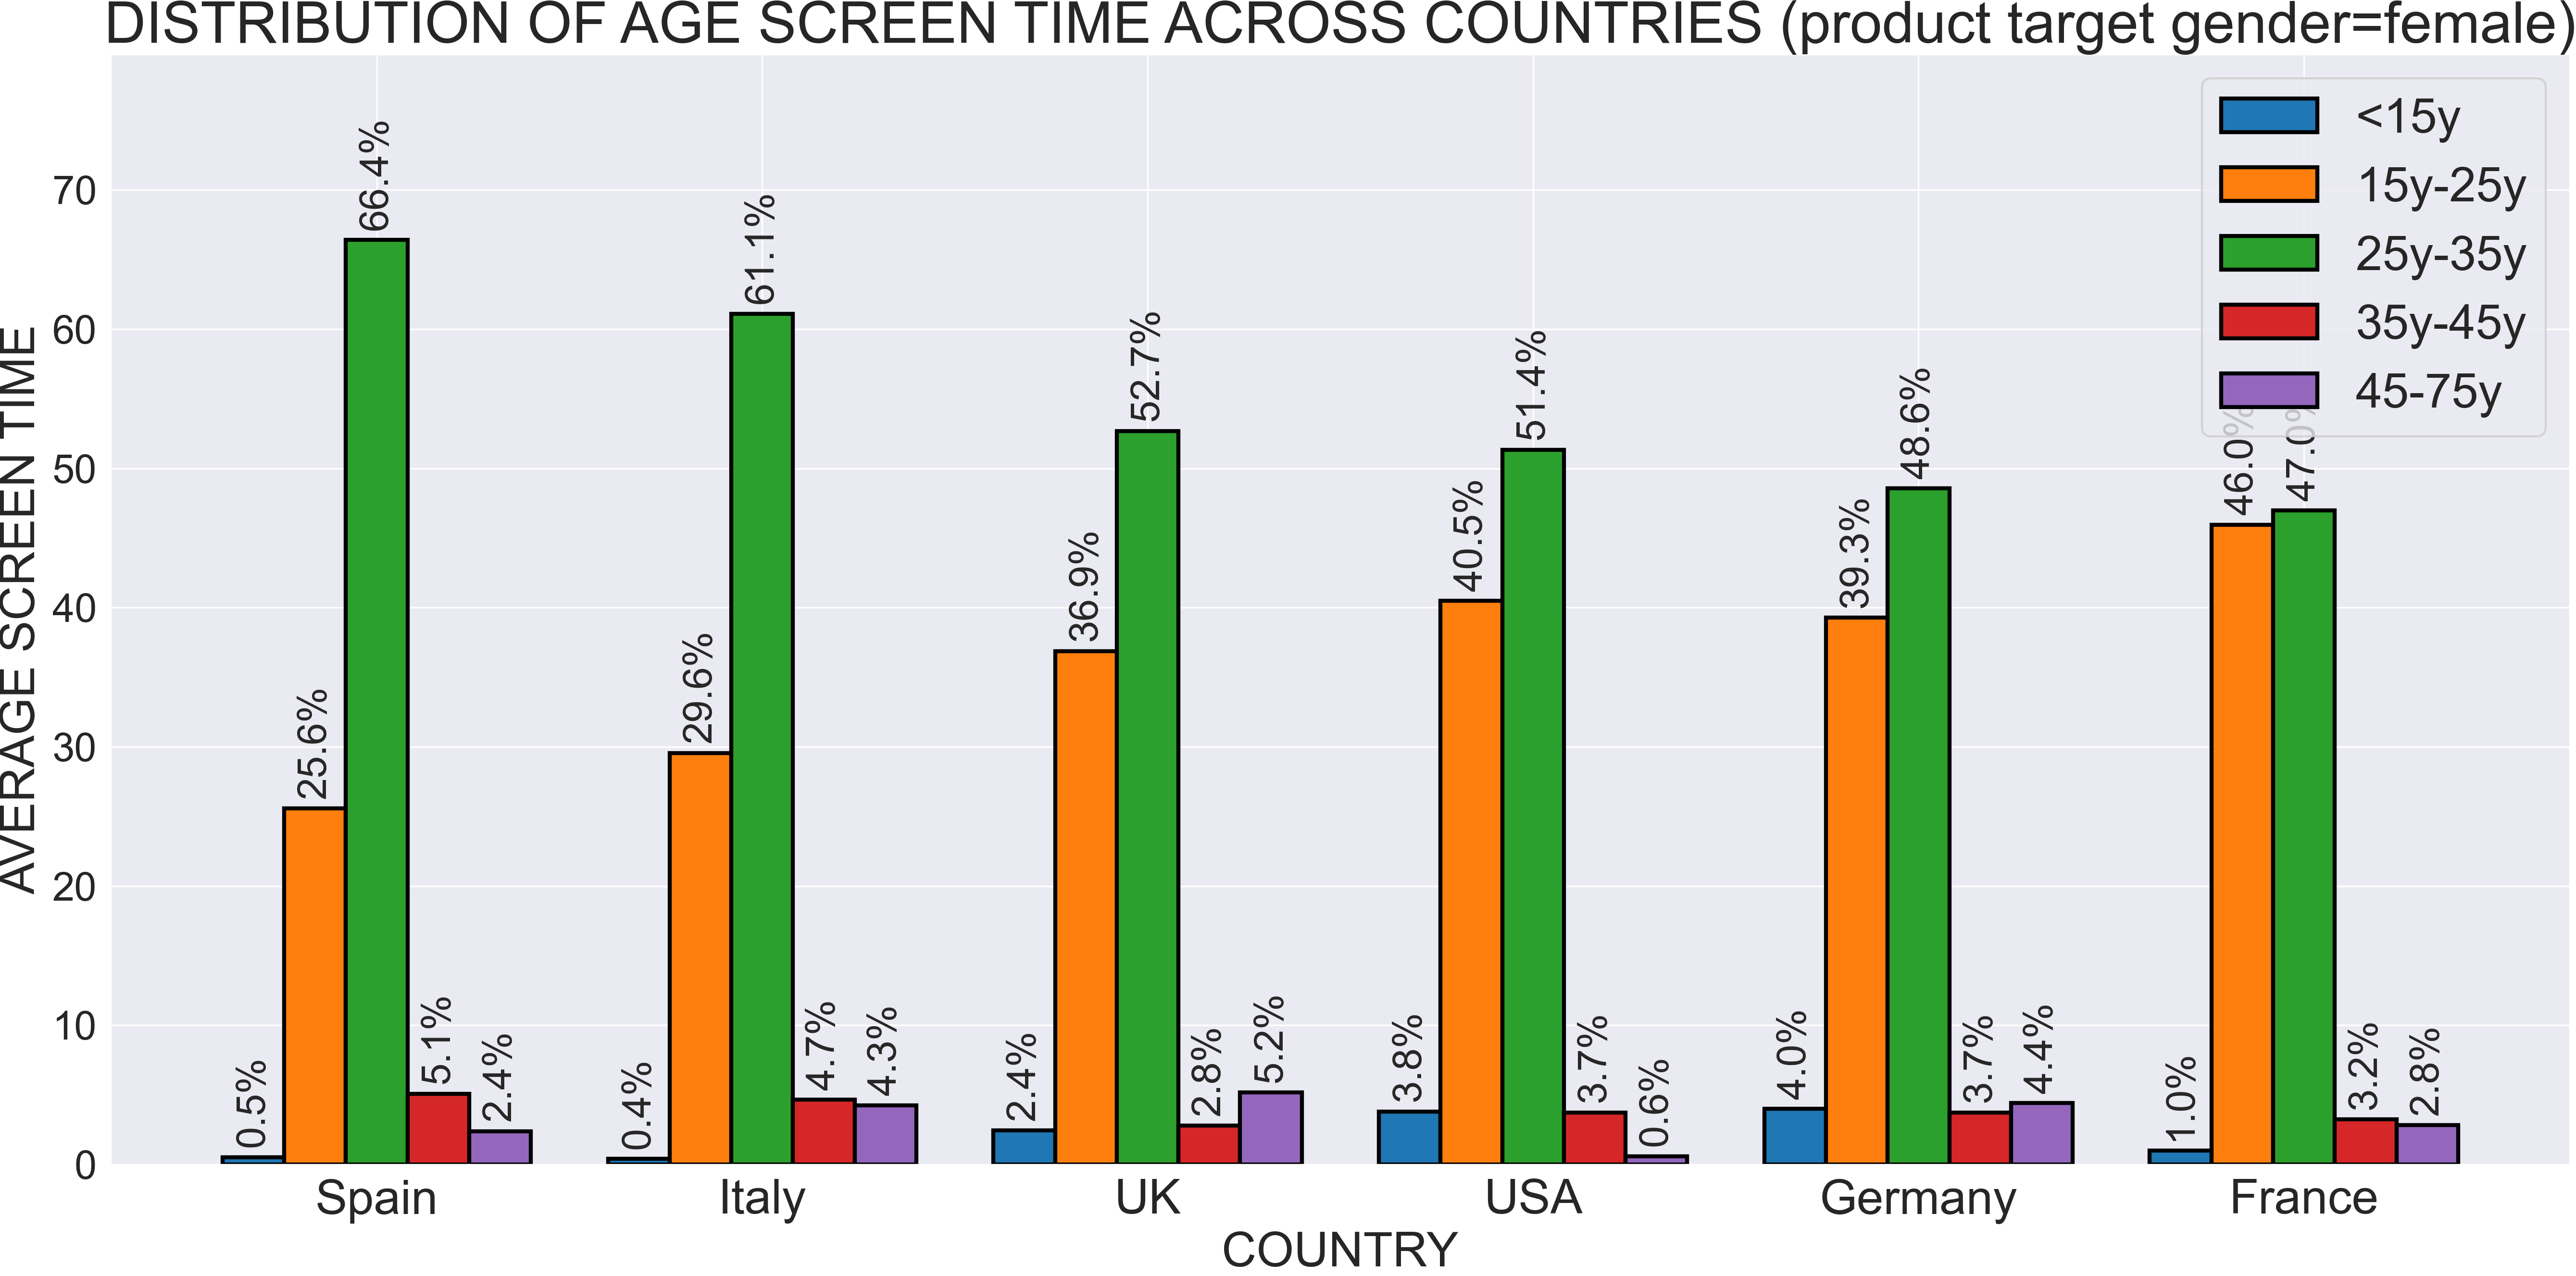 DISTRIBUTION OF AGE SCREEN TIME ACROSS COUNTRIES (product target gender=female)
<15y
15y-25y
25y-35y
35y-45y
45-75y
AVERAGE SCREEN TIME
70
60
50
40
30
20
10
0
0.5%
25.6%
66.4%
5.1%
2.4%
0.4%
29.6%
61.1%
4.7%
4.3%
2.4%
36.9%
52.7%
2.8%
5.2%
3.8%
40.5%
51.4%
3.7%
0.6%
4.0%
39.3%
48.6%
3.7%
4.4%
1.0%
46.0%
47.0%
3.2%
2.8%
Spain
Italy
UK
USA
Germany
France
COUNTRY